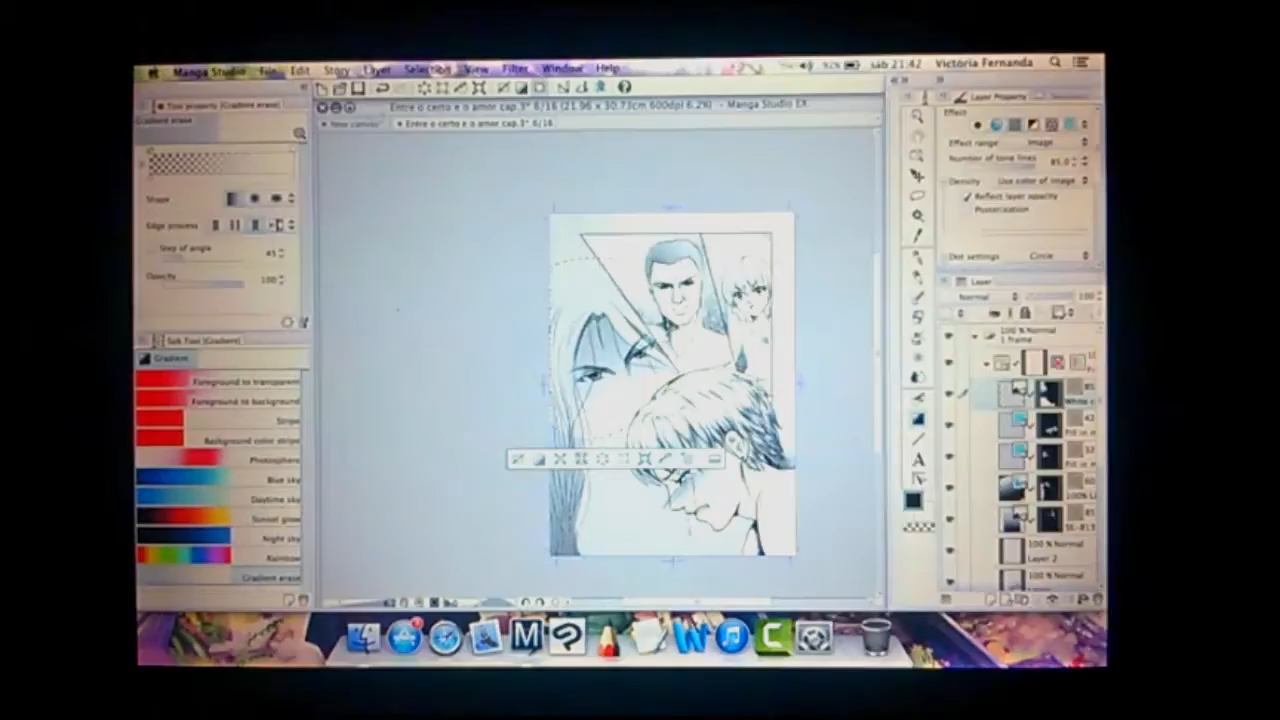 Manga Studio File Edit Story Layer Selection View Filter Window Help 92% sáb 21:42 Victória Fernanda
Entre o certo e o amor cap.3* 6/16 (21.96 x 30.73cm 600dpi 6.2%) - Manga Studio EX
New canvas*
Entre o certo e o amor cap.3* 6/16
Tool property [Gradient erase]
Gradient erase
Shape
Edge process
Step of angle 45
Opacity 100
Sub Tool [Gradient]
Gradient
Foreground to transparent
Foreground to background
Stripe
Background color stripe
Photosphere
Blue sky
Daytime sky
Sunset glow
Night sky
Rainbow
Gradient erase
Layer Property
Effect
Effect range Image
Number of tone lines 85.0
Density Use color of image
Reflect layer opacity
Posterization
Dot settings Circle
Layer
Normal 100
100 % Normal
1 frame
White c
100% Li
100 % Normal
Layer 2
100 % Normal
A
M
W
C